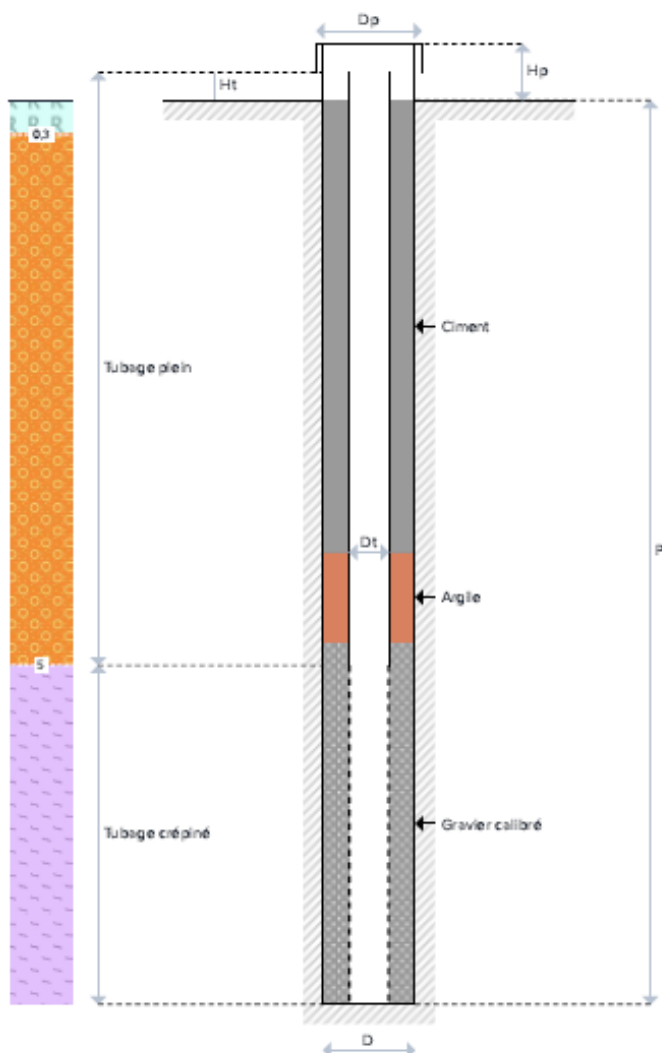 Dp
Hp
Ht
R R
R R
0,3
Ciment
Tubage plein
P
Dt
Argile
5
Tubage crépiné
Gravier calibré
D